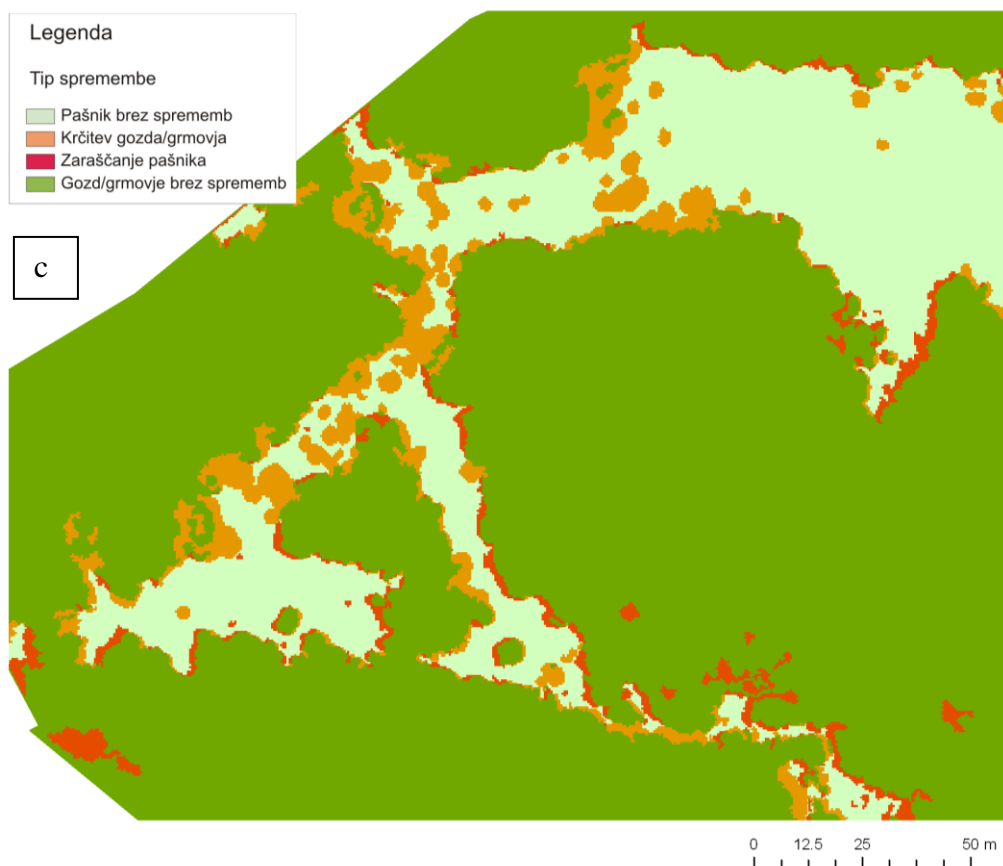 Legenda
Tip spremembe
Pašnik brez sprememb
Krčitev gozda/grmovja
Zaraščanje pašnika
Gozd/grmovje brez sprememb
c
0 12.5 25 50 m